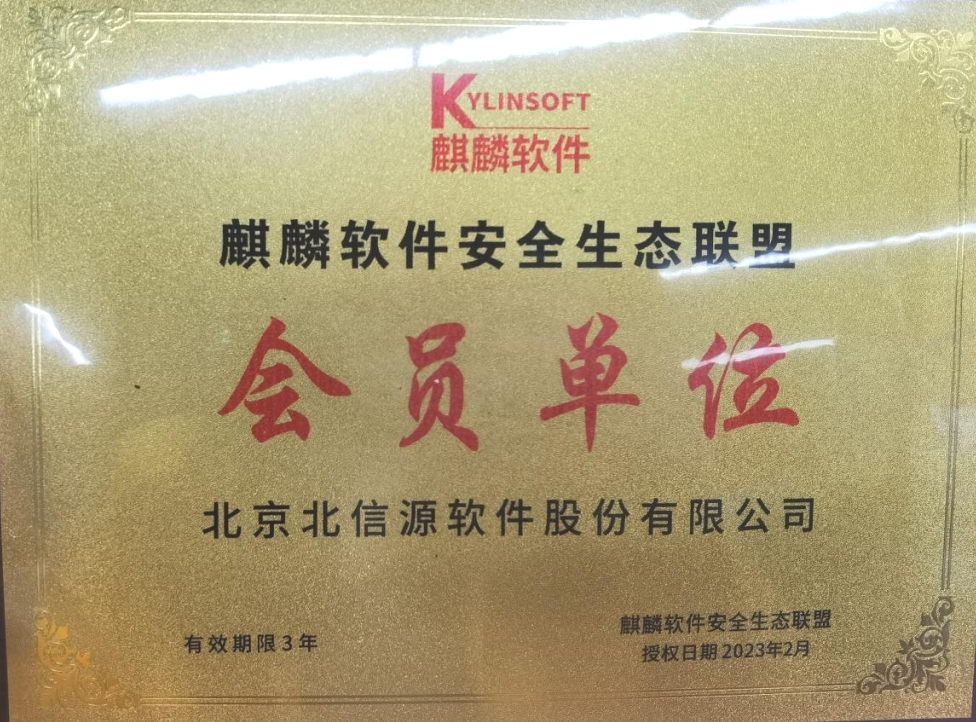 KYLINSOFT
麒麟软件
麒麟软件安全生态联盟
会员单位
北京北信源软件股份有限公司
有效期限3年
麒麟软件安全生态联盟
授权日期2023年2月